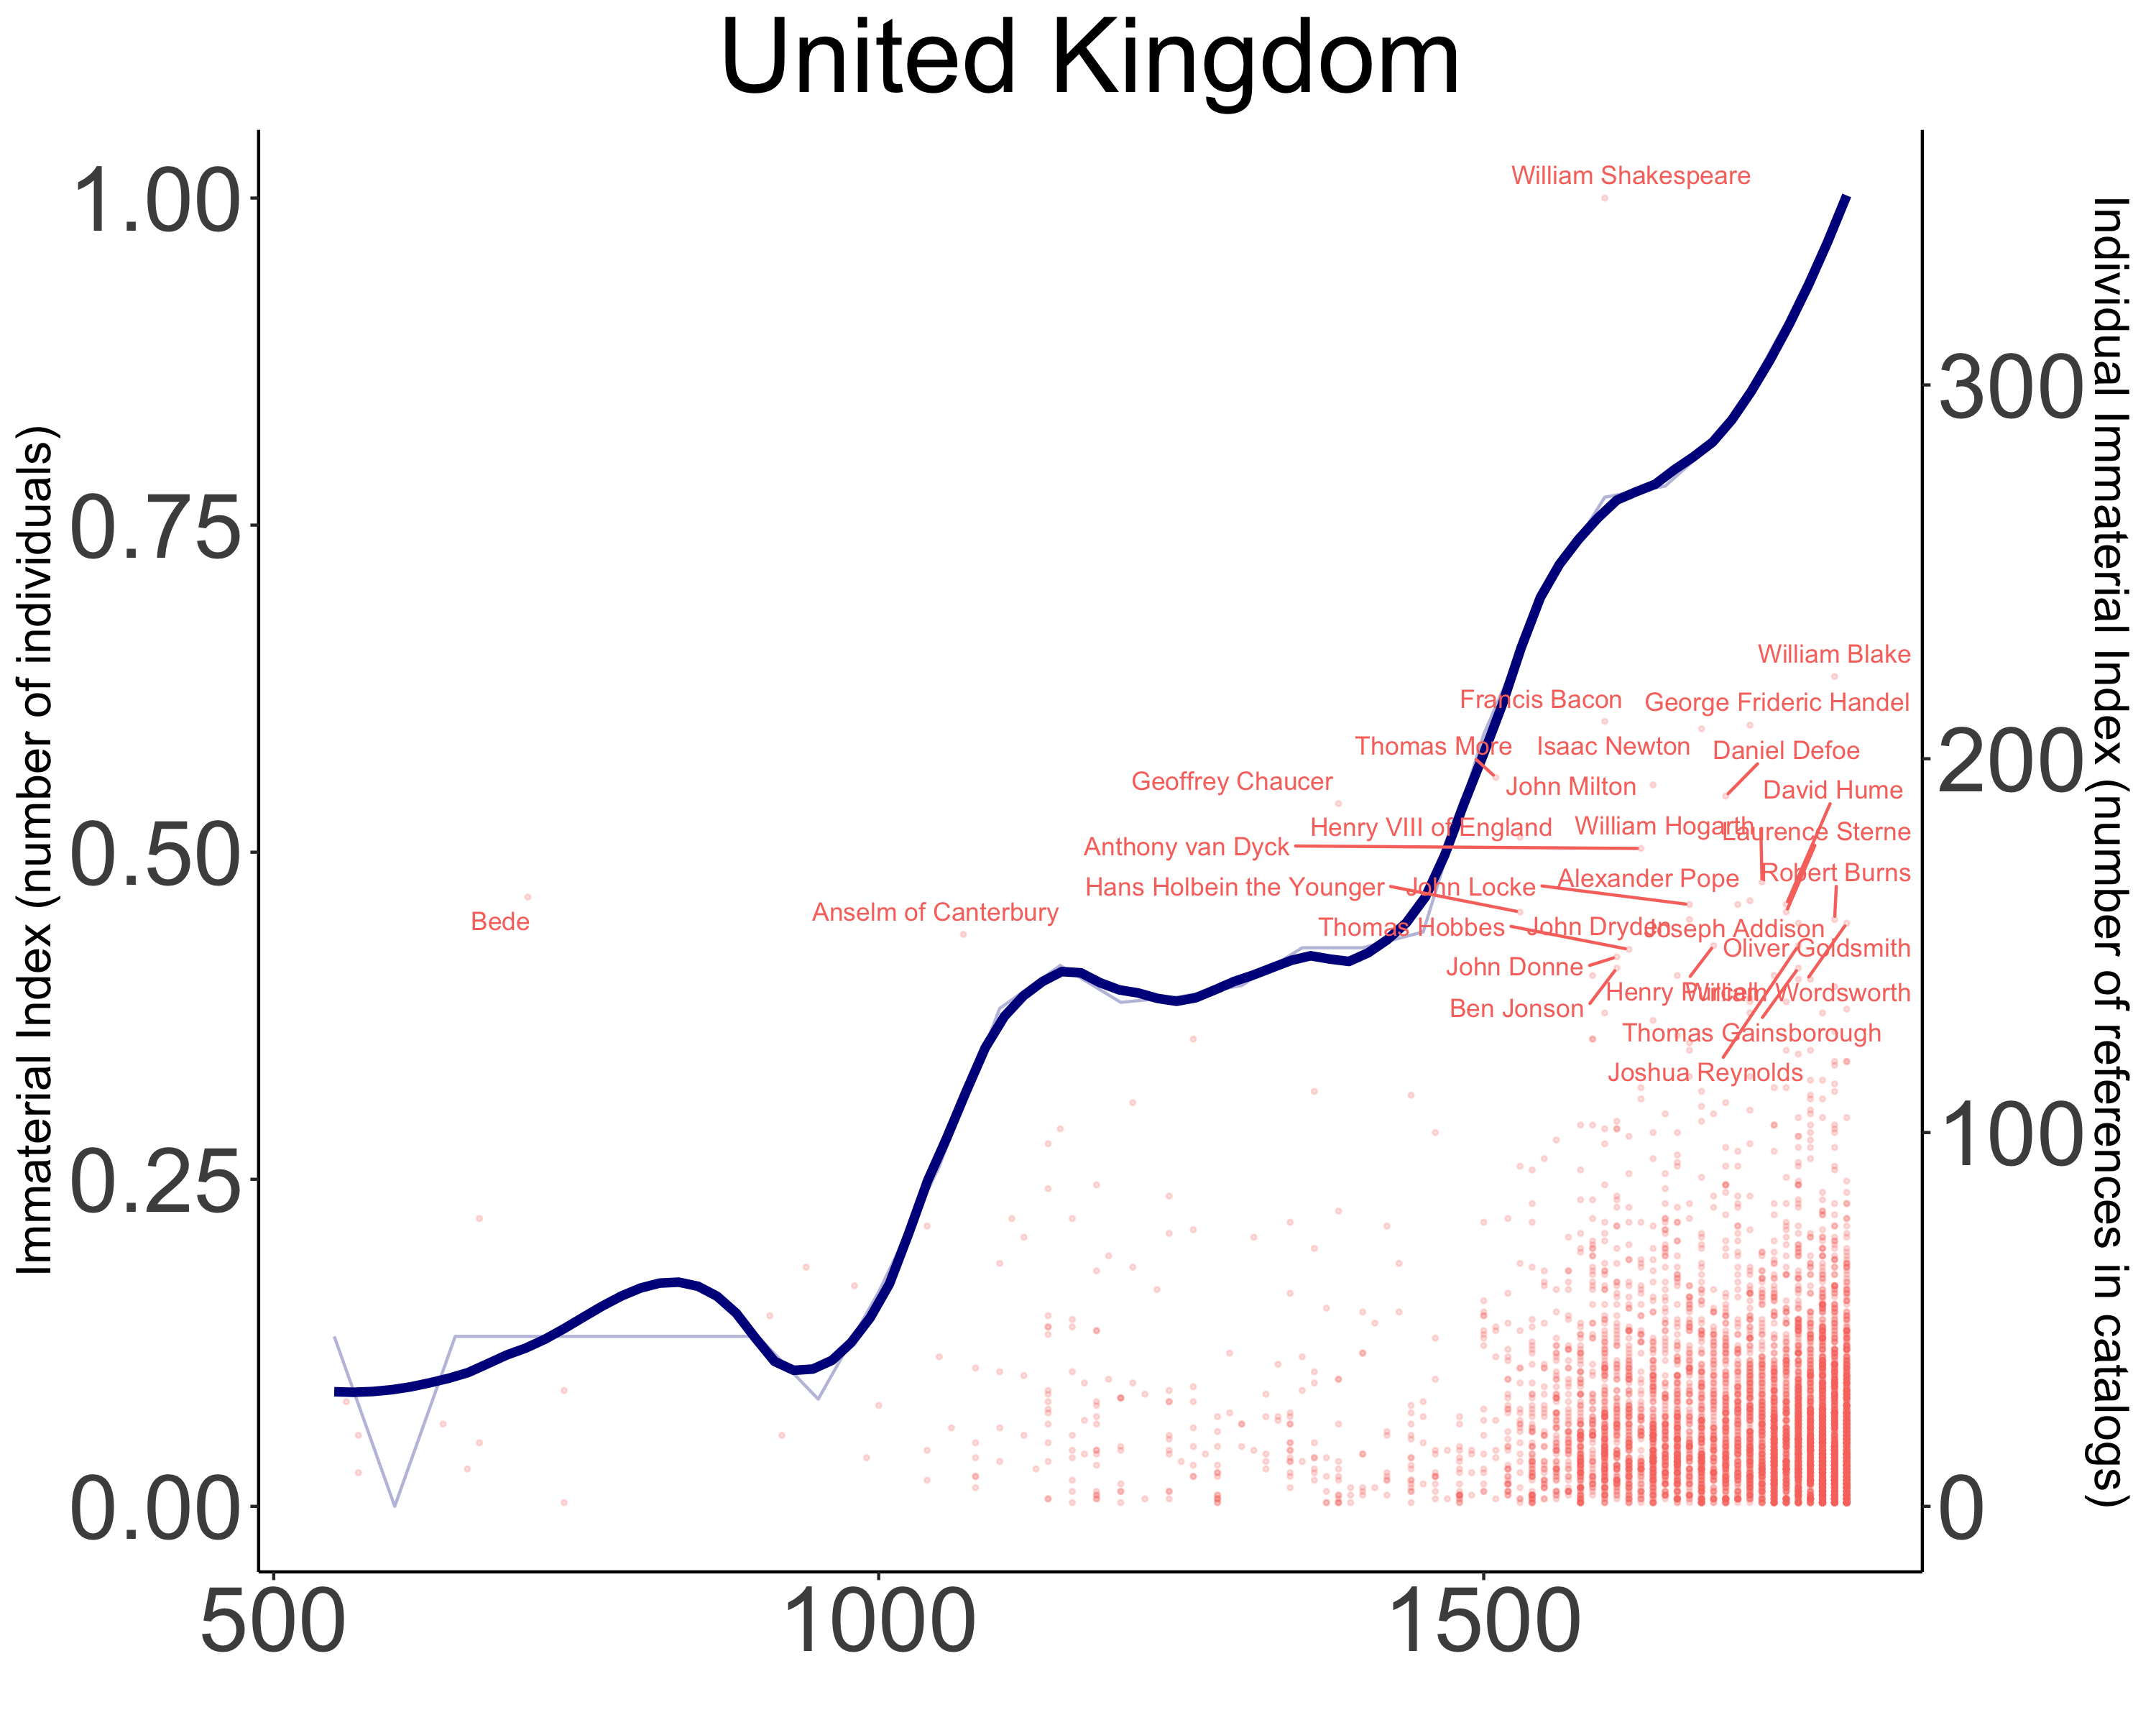 United Kingdom
1.00
0.75
0.50
0.25
0.00
Immaterial Index (number of individuals)
300
200
100
0
Individual Immaterial Index (number of references in catalogs)
500
1000
1500
William Shakespeare
William Blake
Francis Bacon
George Frideric Handel
Thomas More
Isaac Newton
Daniel Defoe
Geoffrey Chaucer
John Milton
David Hume
Henry VIII of England
William Hogarth
Laurence Sterne
Anthony van Dyck
Hans Holbein the Younger
John Locke
Alexander Pope
Robert Burns
Bede
Anselm of Canterbury
Thomas Hobbes
John Dryden
Joseph Addison
Oliver Goldsmith
John Donne
Henry Purcell
William Wordsworth
Ben Jonson
Thomas Gainsborough
Joshua Reynolds